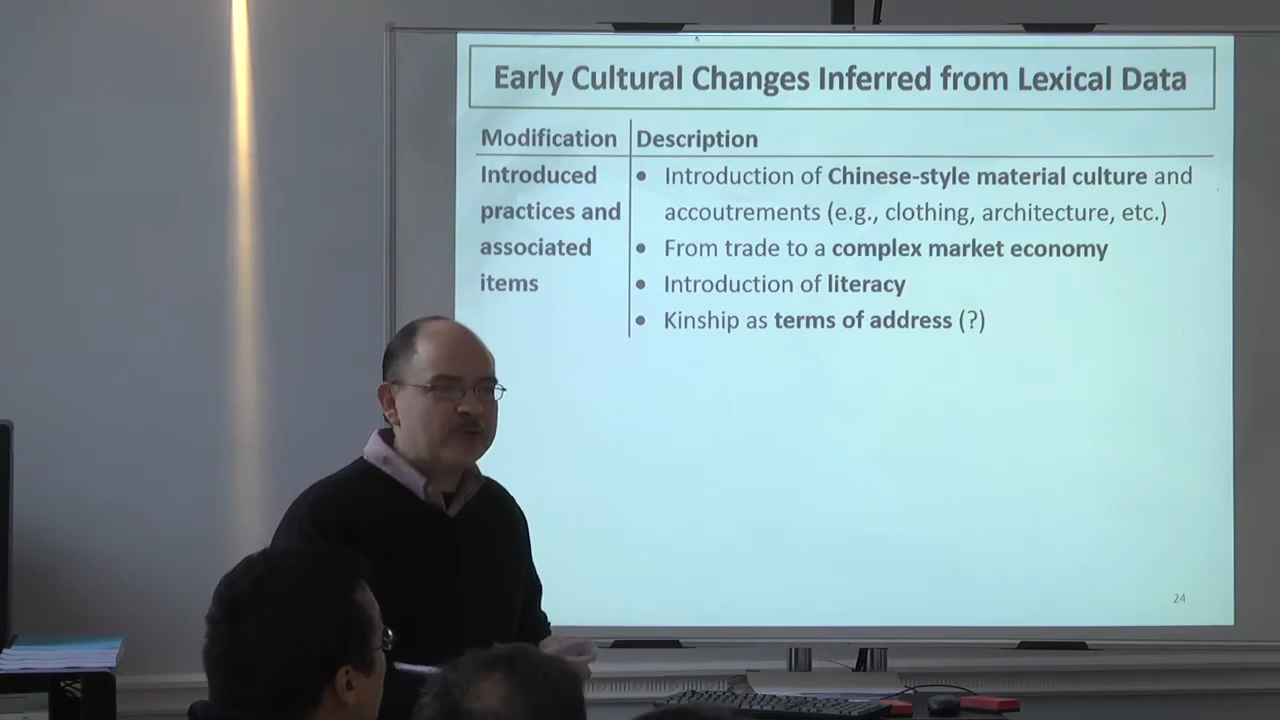 Early Cultural Changes Inferred from Lexical Data
Modification Description
Introduced • Introduction of Chinese-style material culture and
practices and accoutrements (e.g., clothing, architecture, etc.)
associated • From trade to a complex market economy
items • Introduction of literacy
• Kinship as terms of address (?)
24